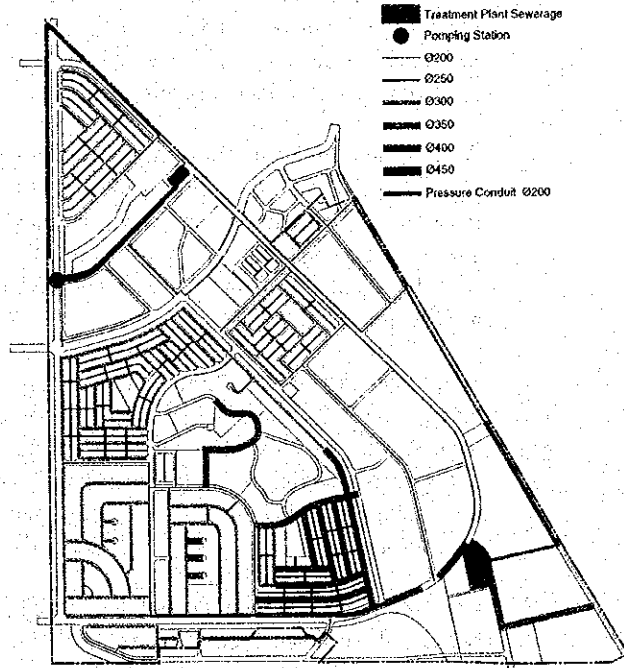 Treatment Plant Sewerage
Pomping Station
Ø200
Ø250
Ø300
Ø350
Ø400
Ø450
Pressure Conduit Ø200